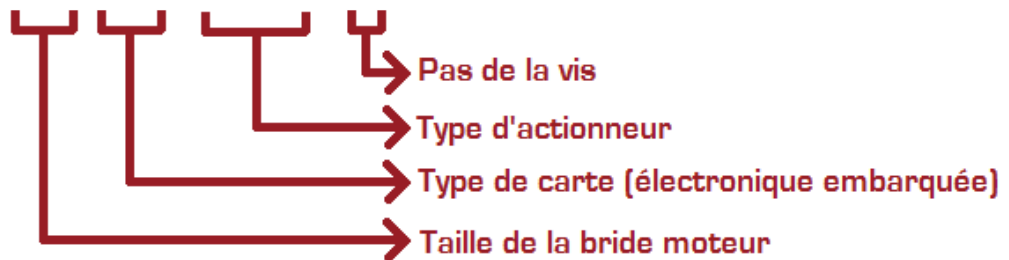 Pas de la vis
Type d'actionneur
Type de carte (électronique embarquée)
Taille de la bride moteur